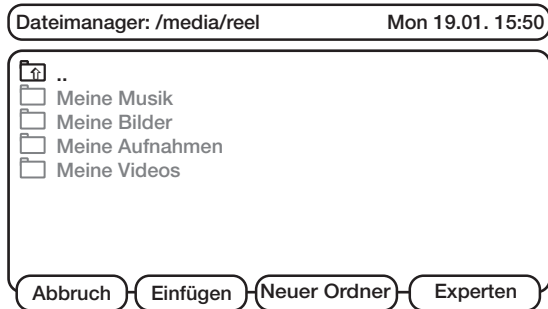 Dateimanager: /media/reel Mon 19.01. 15:50
..
Meine Musik
Meine Bilder
Meine Aufnahmen
Meine Videos
Abbruch Einfügen Neuer Ordner Experten